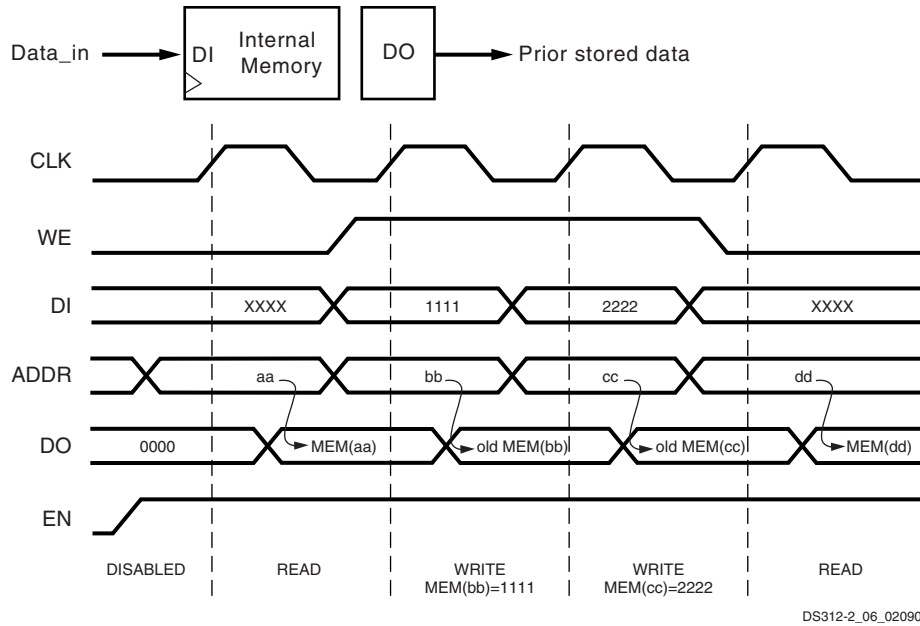 Data_in
DI
Internal
Memory
DO
Prior stored data
CLK
WE
DI
XXXX 1111 2222 XXXX
ADDR
aa bb cc dd
DO
0000 MEM(aa) old MEM(bb) old MEM(cc) MEM(dd)
EN
DISABLED READ WRITE WRITE READ
MEM(bb)=1111 MEM(cc)=2222
DS312-2_06_02090